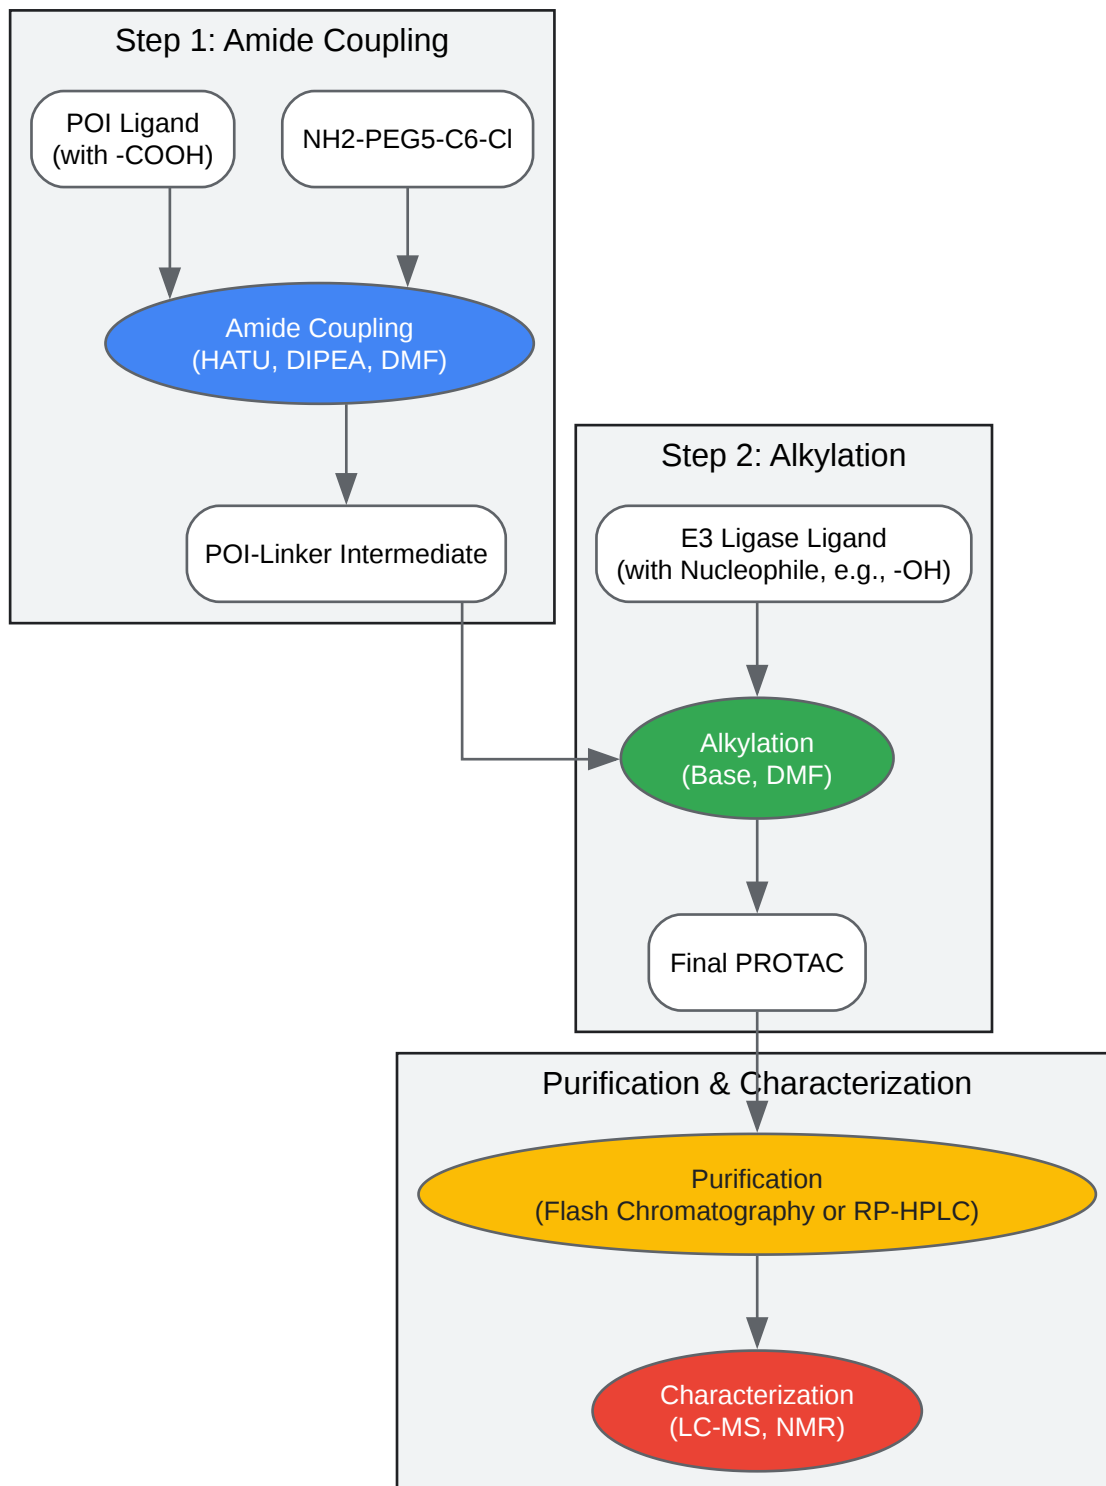 Step 1: Amide Coupling
POI Ligand
(with -COOH)
NH2-PEG5-C6-Cl
Amide Coupling
(HATU, DIPEA, DMF)
POI-Linker Intermediate
Step 2: Alkylation
E3 Ligase Ligand
(with Nucleophile, e.g., -OH)
Alkylation
(Base, DMF)
Final PROTAC
Purification & Characterization
Purification
(Flash Chromatography or RP-HPLC)
Characterization
(LC-MS, NMR)